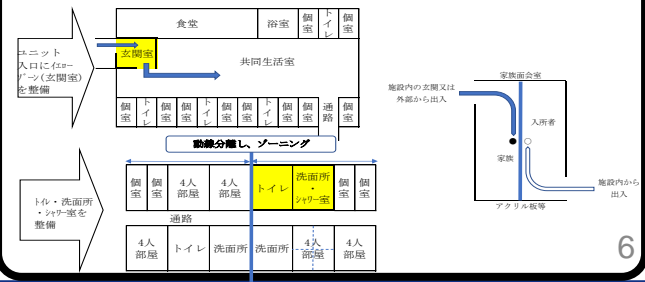 ユニット
入口にイエロー
ゾーン(玄関室)
を整備
食堂
浴室
個室
トイレ
個室
玄関室
共同生活室
個室
トイレ
個室
個室
トイレ
個室
トイレ
個室
個室
トイレ
通路
個室
動線分離し、ゾーニング
トイレ・洗面所
・シャワー室を
整備
個室
個室
4人
部屋
4人
部屋
トイレ
洗面所
・
シャワー室
個室
個室
通路
4人
部屋
トイレ
洗面所
洗面所
4人
部屋
4人
部屋
家族面会室
施設内の玄関又は
外部から出入
入所者
家族
施設内から
出入
アクリル板等
6